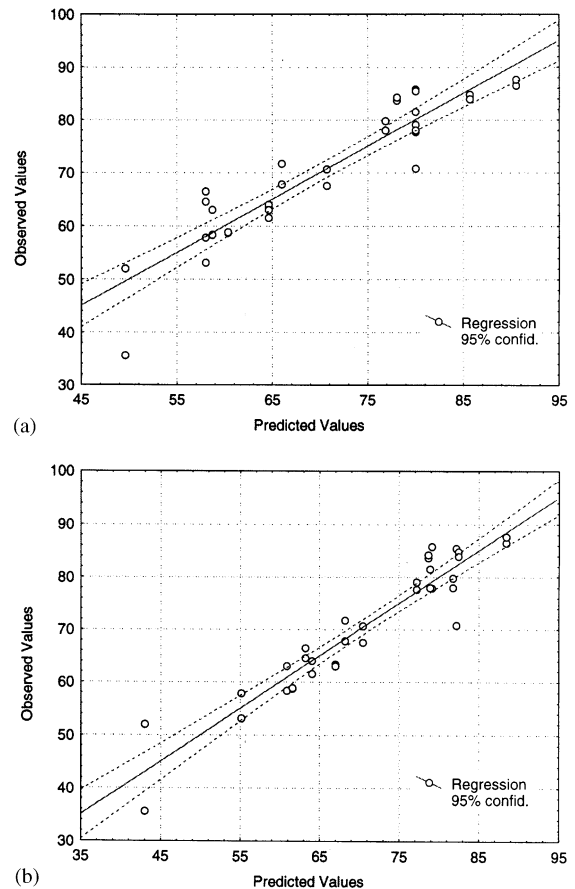 100
90
80
70
60
50
40
30
Observed Values
Regression
95% confid.
45 55 65 75 85 95
(a)
Predicted Values
100
90
80
70
60
50
40
30
Observed Values
Regression
95% confid.
35 45 55 65 75 85 95
(b)
Predicted Values